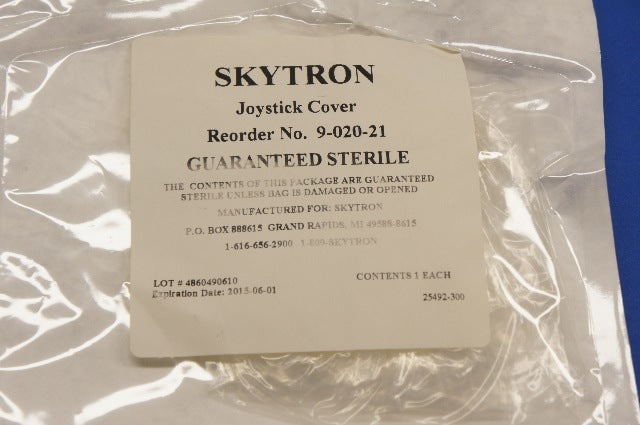 SKYTRON
Joystick Cover
Reorder No. 9-020-21
GUARANTEED STERILE
THE CONTENTS OF THIS PACKAGE ARE GUARANTEED
STERILE UNLESS BAG IS DAMAGED OR OPENED
MANUFACTURED FOR: SKYTRON
P.O. BOX 888615 GRAND RAPIDS, MI 49588-8615
1-616-656-2900 1-800-SKYTRON
LOT # 4860490610
CONTENTS 1 EACH
Expiration Date: 2015-06-01
25492-300